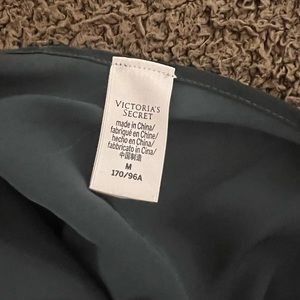 VICTORIA'S
SECRET
made in China/
fabriqué en Chine/
hecho en China/
fabbricato in Cina/
中国制造
M
170/96A